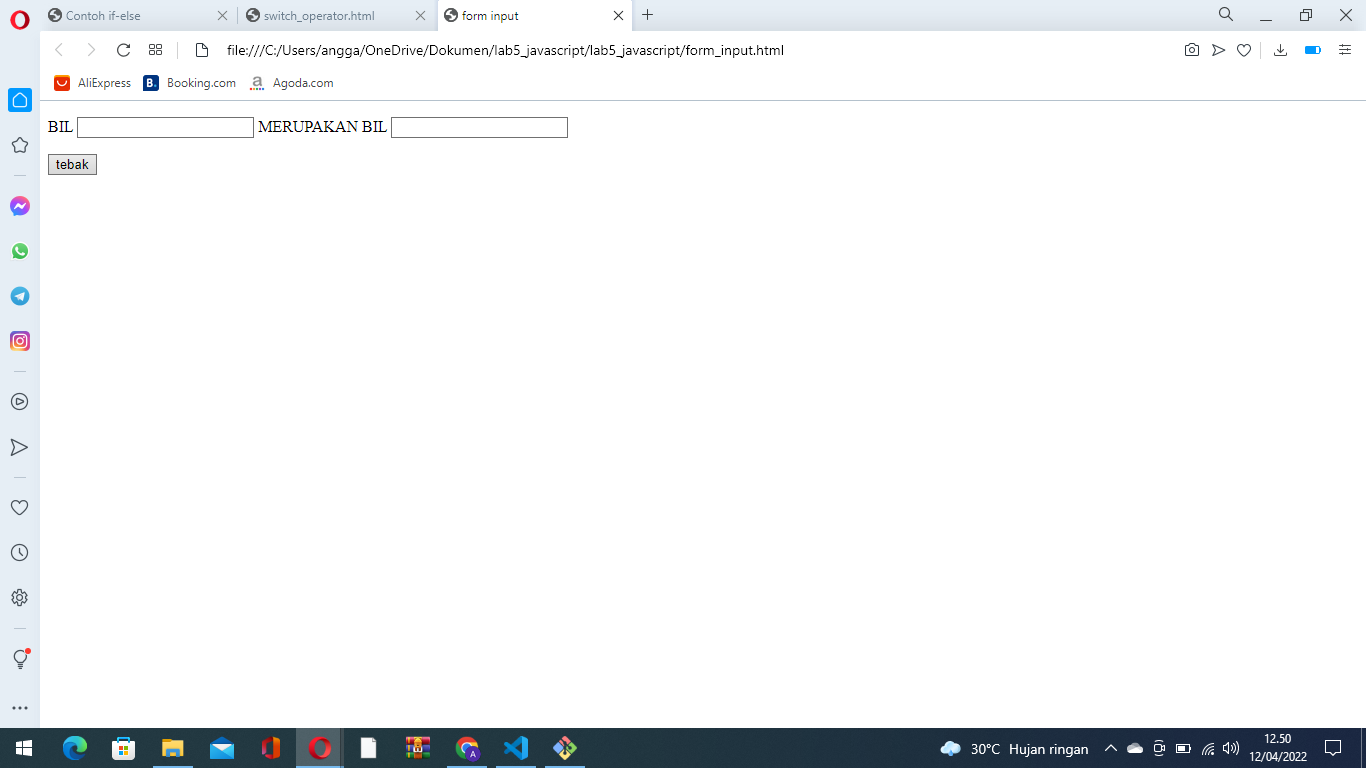 Contoh if-else
switch_operator.html
form input
file:///C:/Users/angga/OneDrive/Dokumen/lab5_javascript/lab5_javascript/form_input.html
AliExpress
B. Booking.com
a Agoda.com
BIL MERUPAKAN BIL
tebak
A
30°C Hujan ringan
12.50
12/04/2022